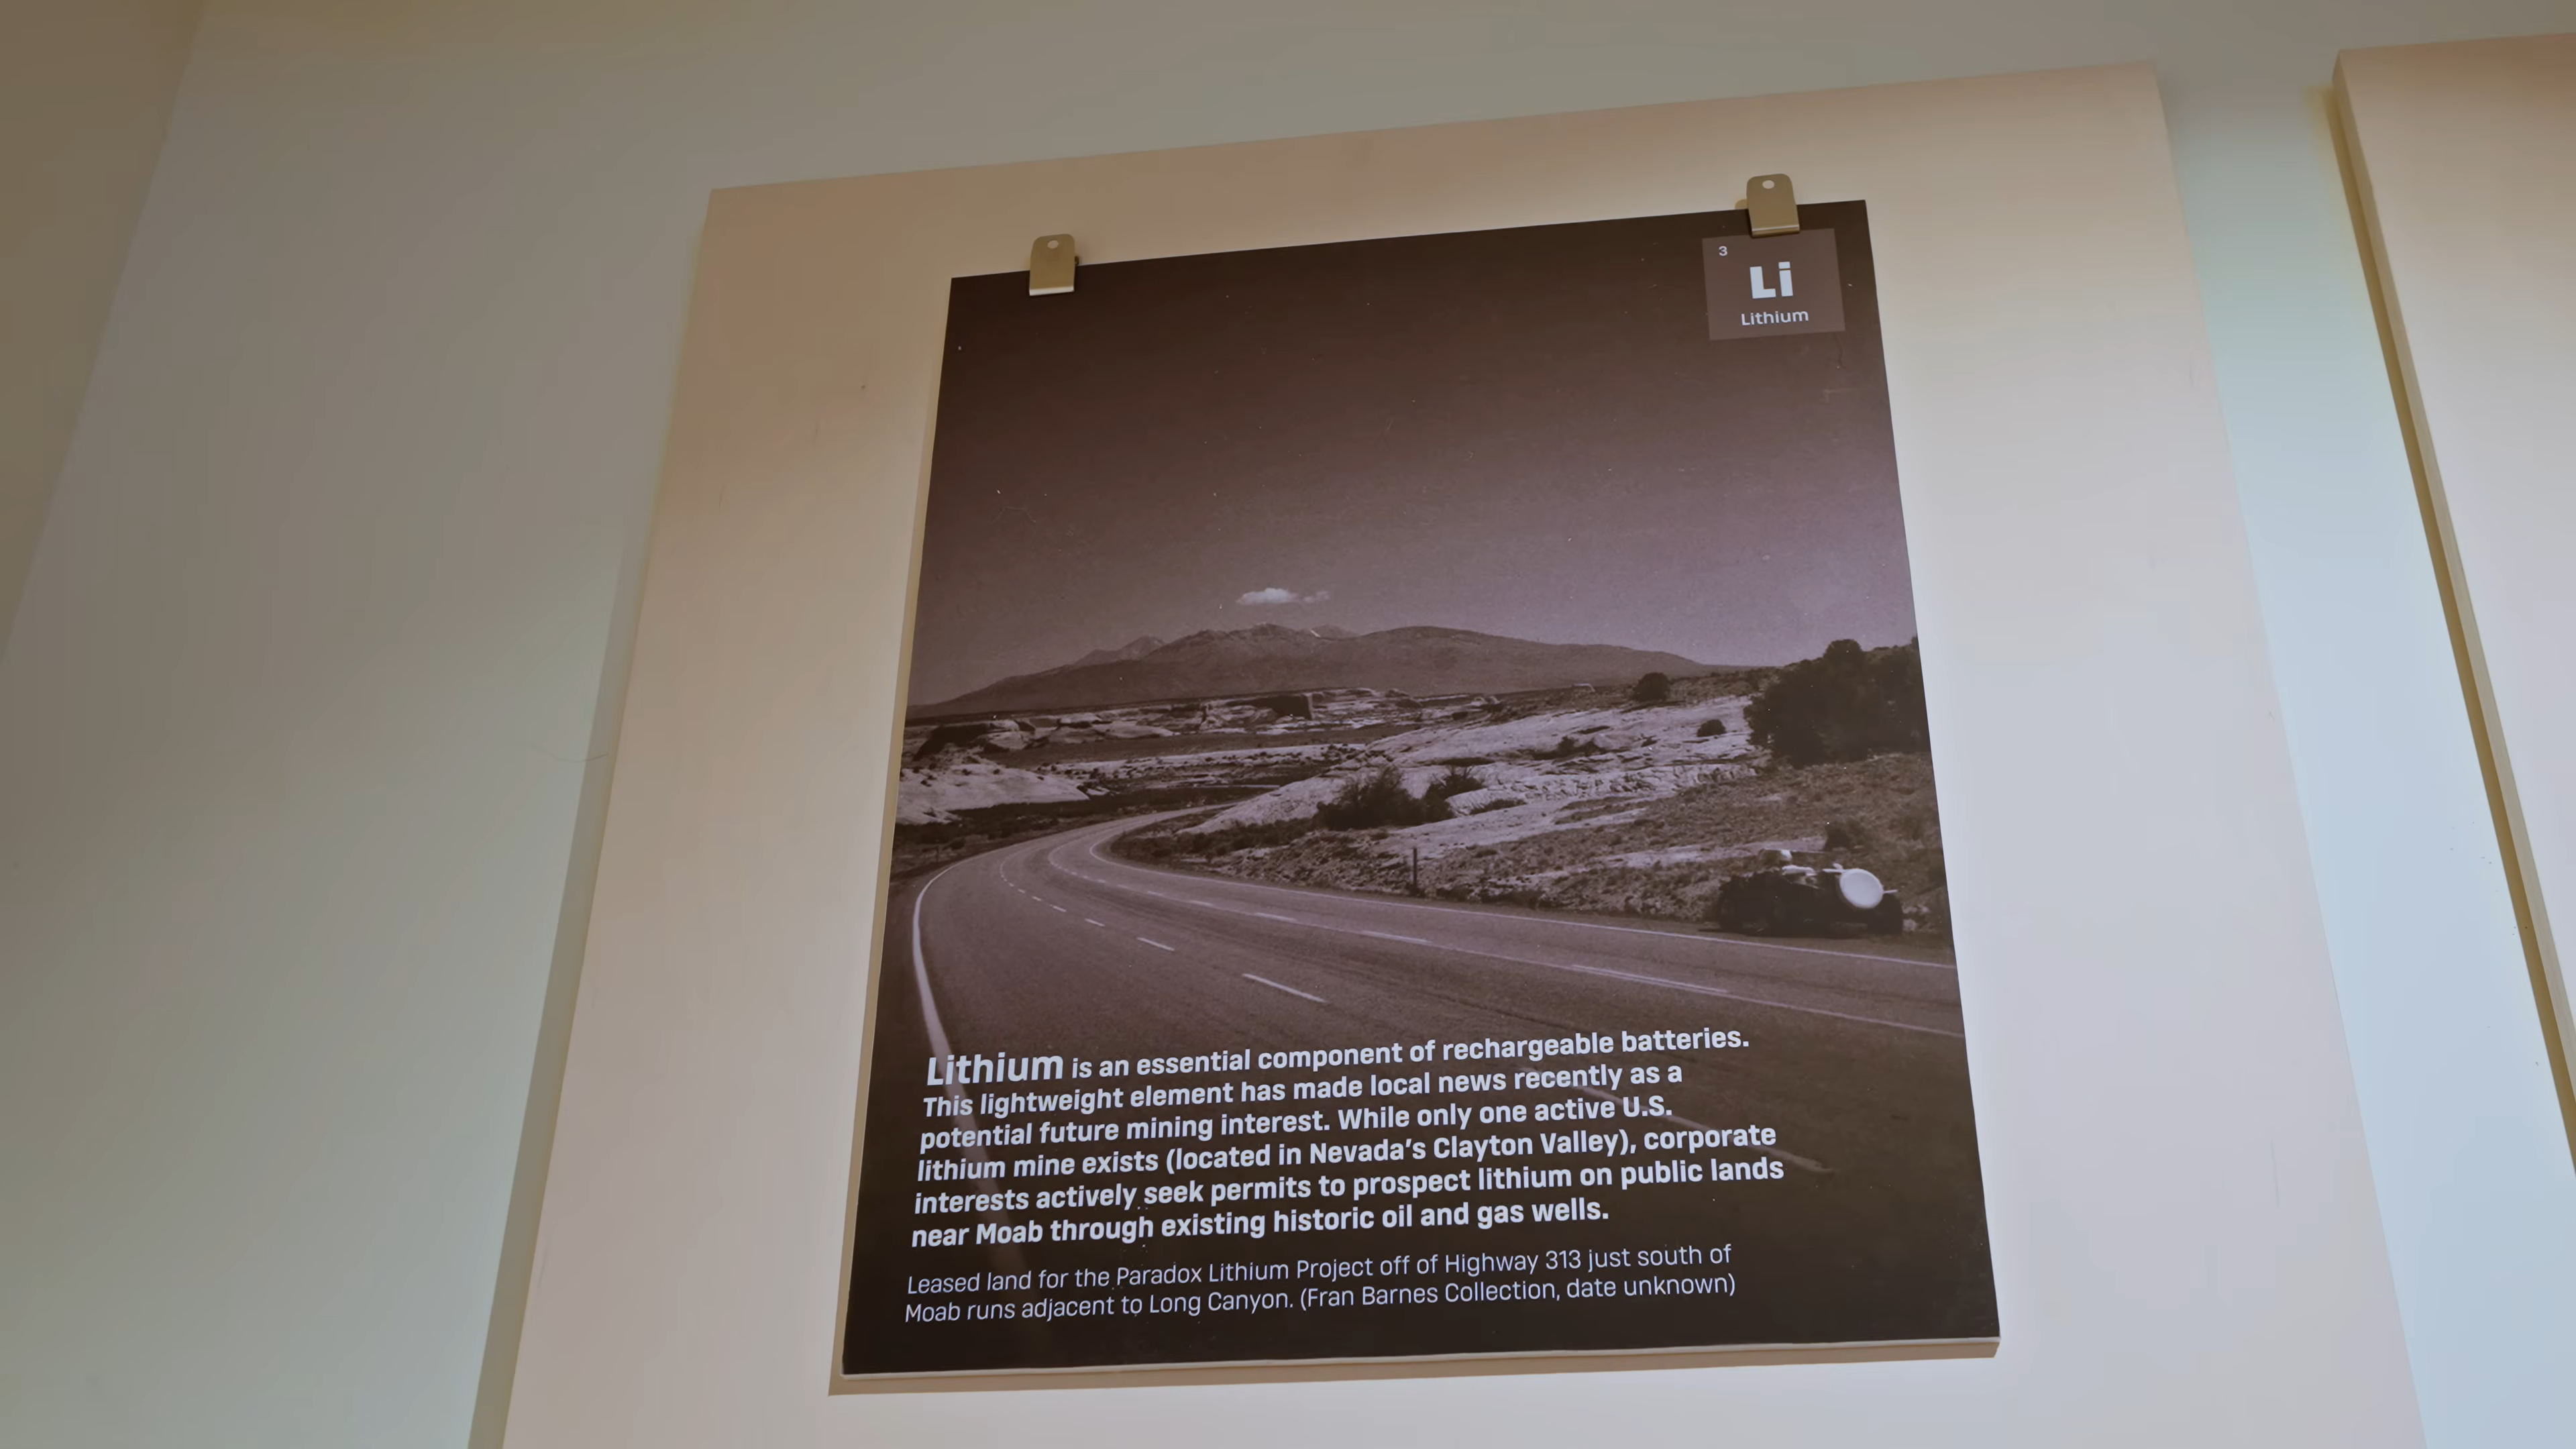 3
Li
Lithium
Lithium is an essential component of rechargeable batteries.
This lightweight element has made local news recently as a
potential future mining interest. While only one active U.S.
lithium mine exists (located in Nevada's Clayton Valley), corporate
interests actively seek permits to prospect lithium on public lands
near Moab through existing historic oil and gas wells.
Leased land for the Paradox Lithium Project off of Highway 313 just south of
Moab runs adjacent to Long Canyon. (Fran Barnes Collection, date unknown)